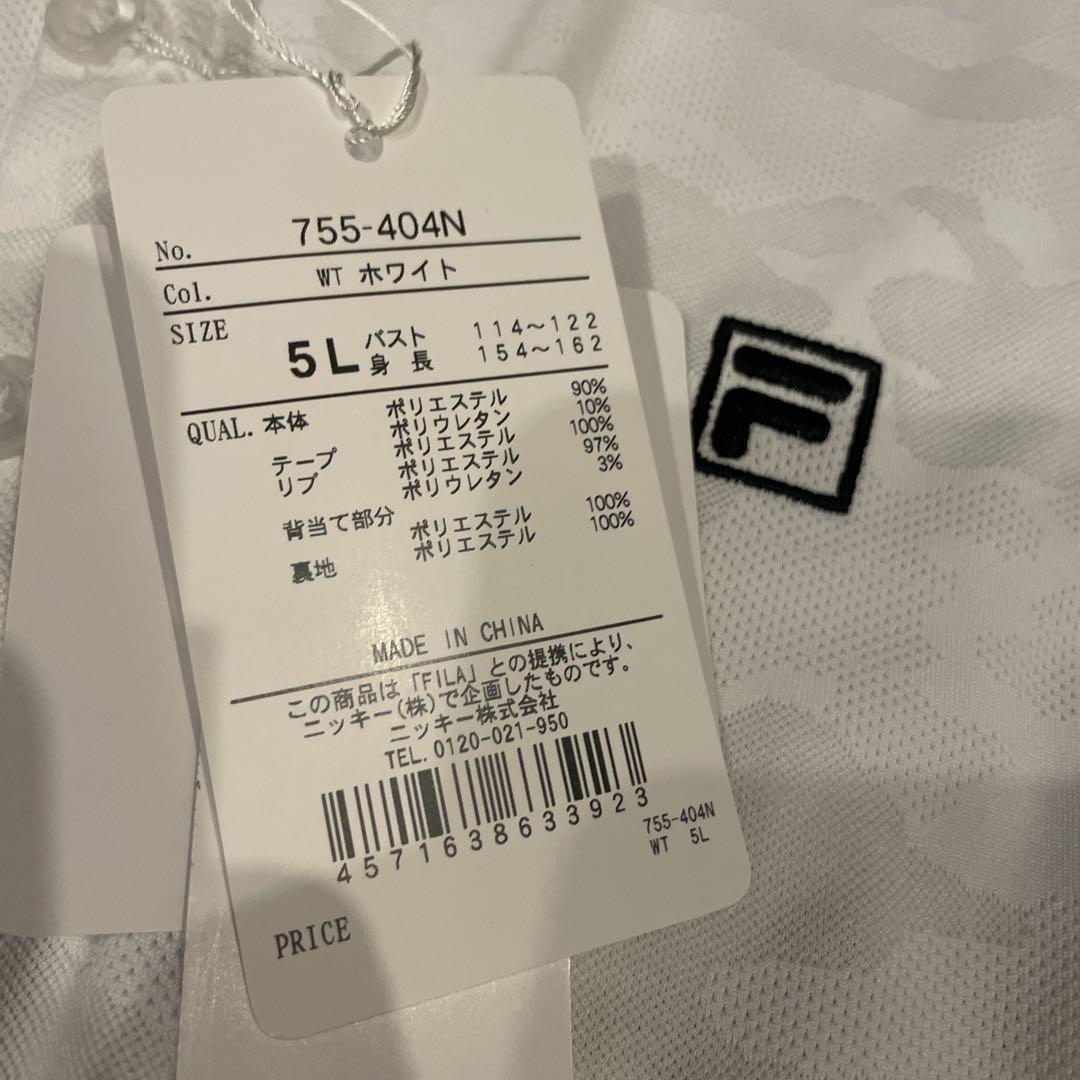 No. 755-404N
Col. WT ホワイト
SIZE 5L バスト 114～122
身長 154～162
QUAL. 本体 ポリエステル 90%
ポリウレタン 10%
テープ ポリエステル 100%
リブ ポリエステル 97%
ポリウレタン 3%
背当て部分 ポリエステル 100%
裏地 ポリエステル 100%
MADE IN CHINA
この商品は「FILA」との提携により、
ニッキー(株)で企画したものです。
ニッキー株式会社
TEL. 0120-021-950
4571638633923
755-404N
WT 5L
PRICE
F